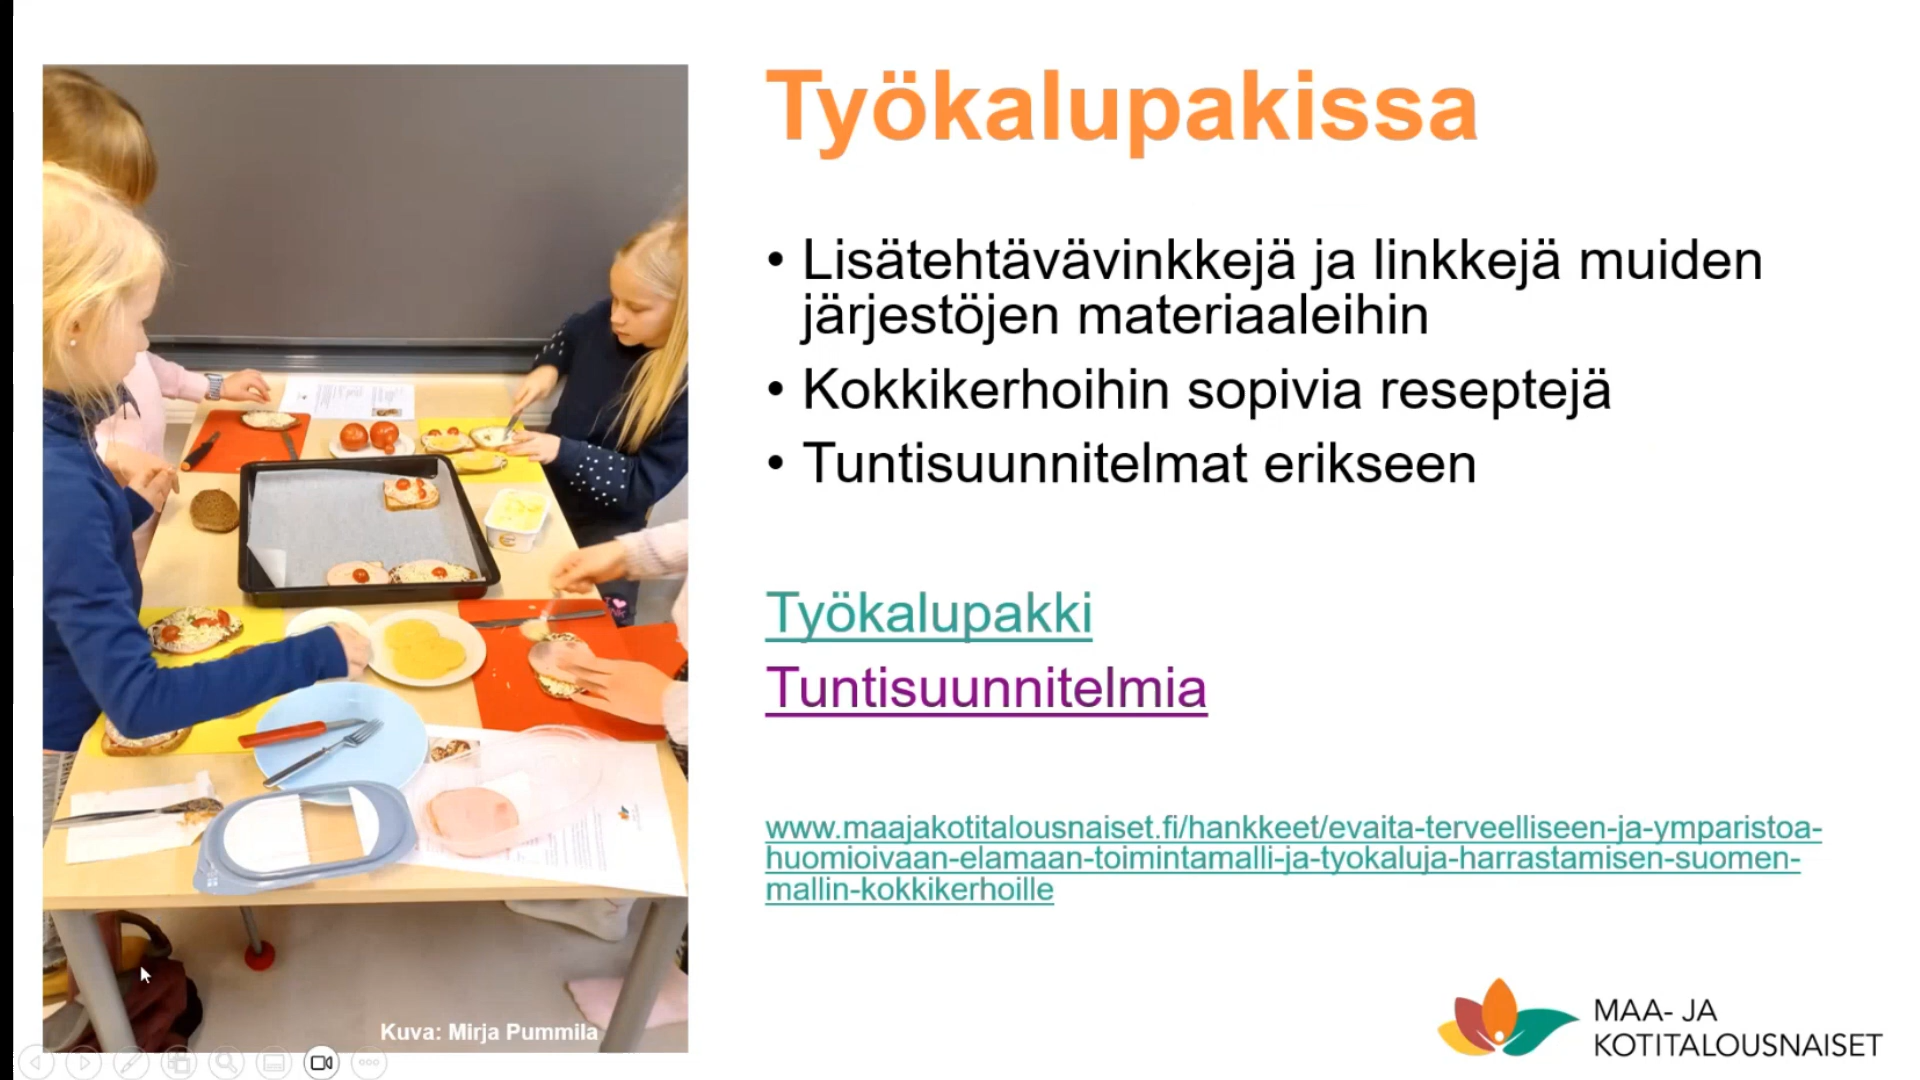 Työkalupakissa
• Lisätehtävävinkkejä ja linkkejä muiden
järjestöjen materiaaleihin
• Kokkikerhoihin sopivia reseptejä
• Tuntisuunnitelmat erikseen
Työkalupakki
Tuntisuunnitelmia
www.maajakotitalousnaiset.fi/hankkeet/evaita-terveelliseen-ja-ymparistoa-
huomioivaan-elamaan-toimintamalli-ja-tyokaluja-harrastamisen-suomen-
mallin-kokkikerhoille
Kuva: Mirja Pummila
MAA- JA
KOTITALOUSNAISET